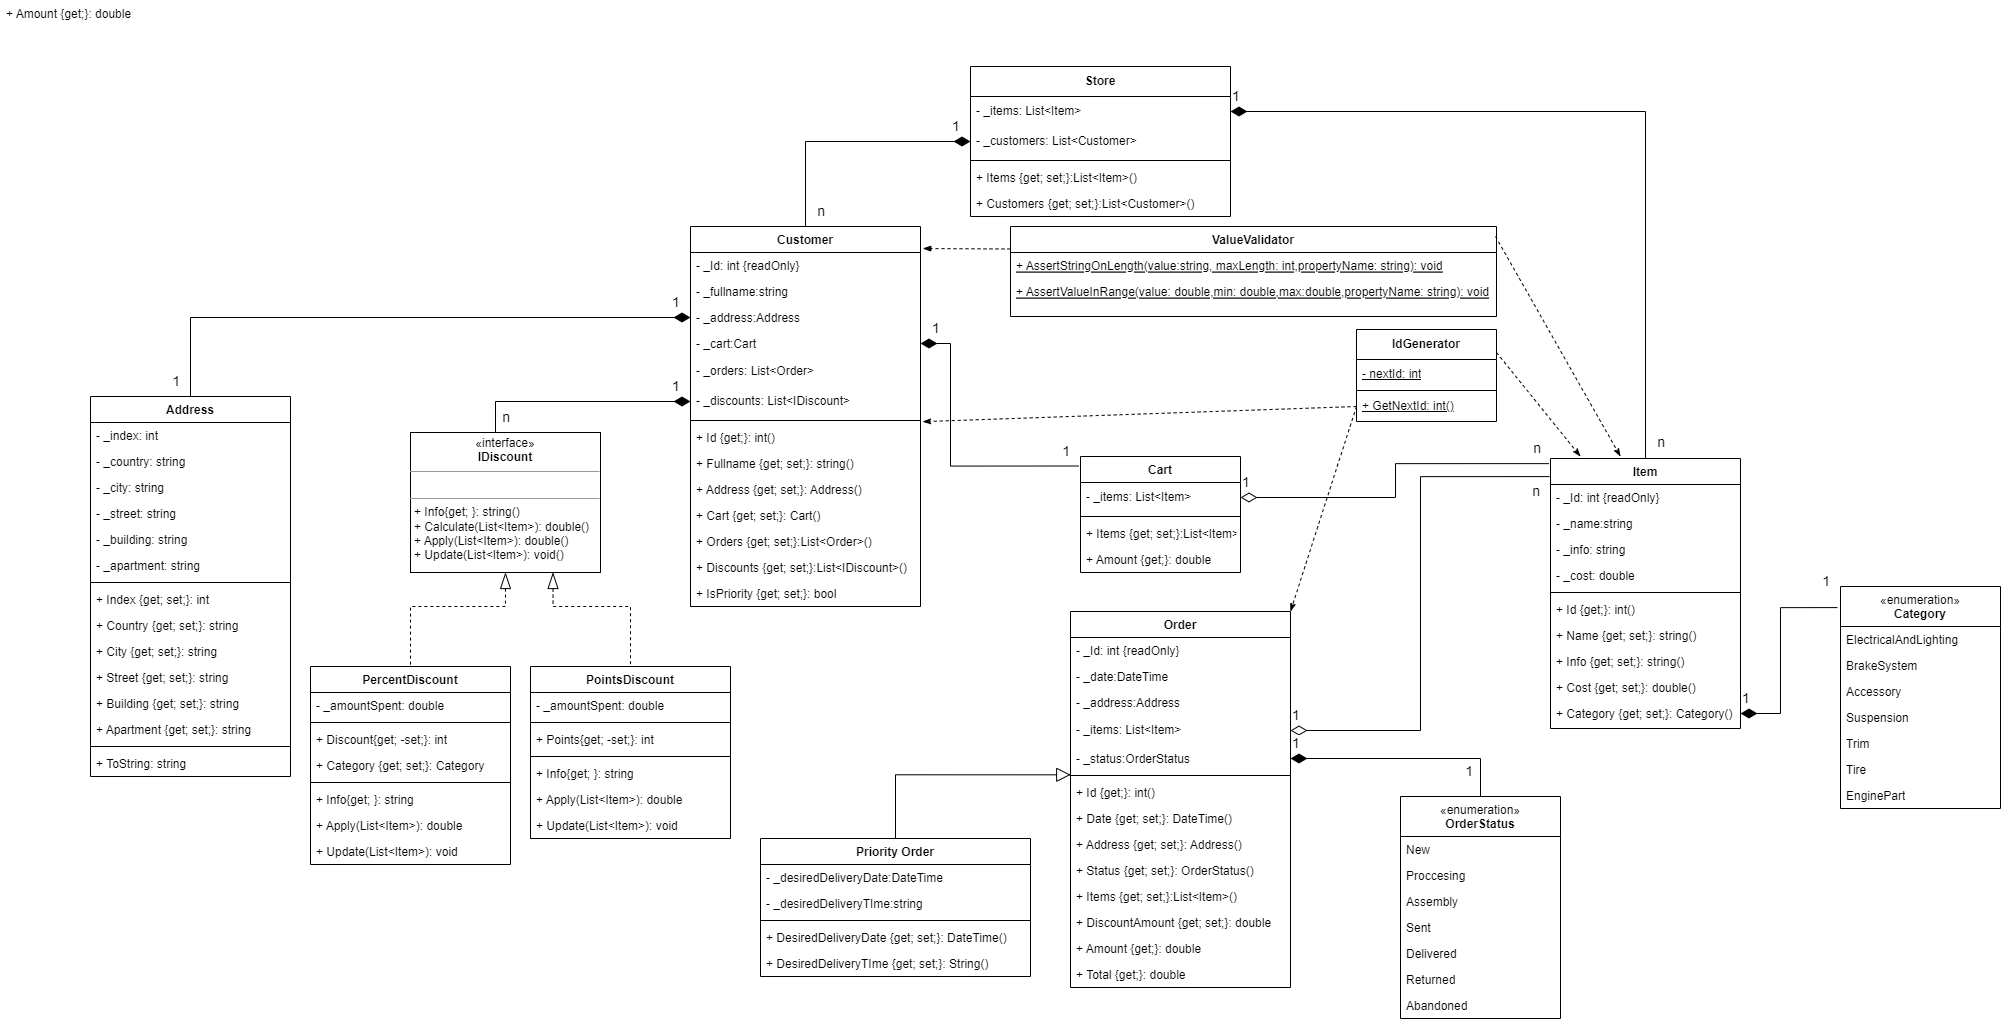 + Amount {get;}: double
Store
- _items: List<Item>
- _customers: List<Customer>
+ Items {get; set;}:List<Item>()
+ Customers {get; set;}:List<Customer>()
1
1
n
n
Customer
- _Id: int {readOnly}
- _fullname:string
- _address:Address
- _cart:Cart
- _orders: List<Order>
- _discounts: List<IDiscount>
+ Id {get;}: int()
+ Fullname {get; set;}: string()
+ Address {get; set;}: Address()
+ Cart {get; set;}: Cart()
+ Orders {get; set;}:List<Order>()
+ Discounts {get; set;}:List<IDiscount>()
+ IsPriority {get; set;}: bool
1
1
1
1
n
1
1
ValueValidator
+ AssertStringOnLength(value:string, maxLength: int,propertyName: string): void
+ AssertValueInRange(value: double,min: double,max:double,propertyName: string): void
IdGenerator
- nextId: int
+ GetNextId: int()
Address
- _index: int
- _country: string
- _city: string
- _street: string
- _building: string
- _apartment: string
+ Index {get; set;}: int
+ Country {get; set;}: string
+ City {get; set;}: string
+ Street {get; set;}: string
+ Building {get; set;}: string
+ Apartment {get; set;}: string
+ ToString: string
«interface»
IDiscount
+ Info{get; }: string()
+ Calculate(List<Item>): double()
+ Apply(List<Item>): double()
+ Update(List<Item>): void()
PercentDiscount
- _amountSpent: double
+ Discount{get; -set;}: int
+ Category {get; set;}: Category
+ Info{get; }: string
+ Apply(List<Item>): double
+ Update(List<Item>): void
PointsDiscount
- _amountSpent: double
+ Points{get; -set;}: int
+ Info{get; }: string
+ Apply(List<Item>): double
+ Update(List<Item>): void
Cart
- _items: List<Item>
+ Items {get; set;}:List<Item>
+ Amount {get;}: double
1
n
n
Item
- _Id: int {readOnly}
- _name:string
- _info: string
- _cost: double
+ Id {get;}: int()
+ Name {get; set;}: string()
+ Info {get; set;}: string()
+ Cost {get; set;}: double()
+ Category {get; set;}: Category()
1
1
«enumeration»
Category
ElectricalAndLighting
BrakeSystem
Accessory
Suspension
Trim
Tire
EnginePart
Order
- _Id: int {readOnly}
- _date:DateTime
- _address:Address
- _items: List<Item>
- _status:OrderStatus
+ Id {get;}: int()
+ Date {get; set;}: DateTime()
+ Address {get; set;}: Address()
+ Status {get; set;}: OrderStatus()
+ Items {get; set;}:List<Item>()
+ DiscountAmount {get; set;}: double
+ Amount {get;}: double
+ Total {get;}: double
1
1
1
Priority Order
- _desiredDeliveryDate:DateTime
- _desiredDeliveryTIme:string
+ DesiredDeliveryDate {get; set;}: DateTime()
+ DesiredDeliveryTIme {get; set;}: String()
«enumeration»
OrderStatus
New
Proccesing
Assembly
Sent
Delivered
Returned
Abandoned